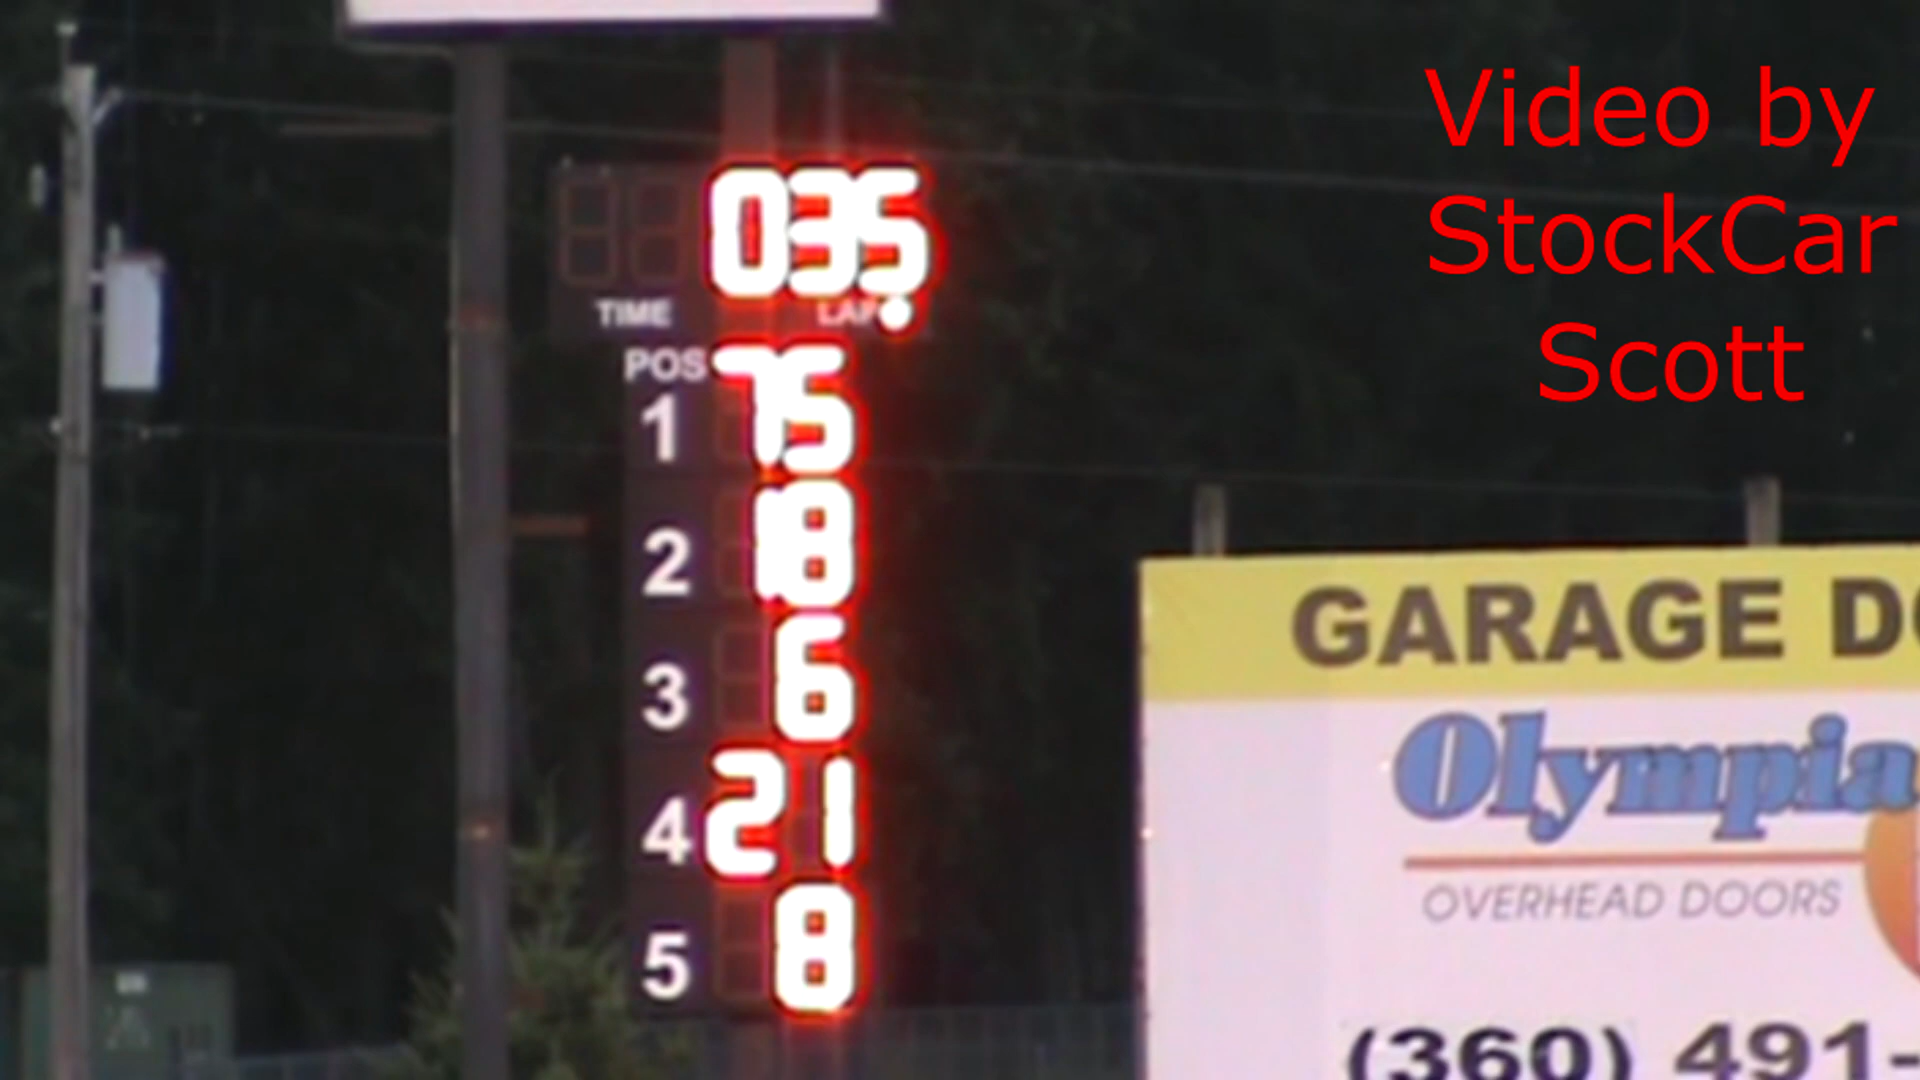 Video by
StockCar
Scott
035
TIME
POS
75
1
18
2
6
3
21
4
8
5
GARAGE
Olympia
OVERHEAD DOORS
(360) 491-